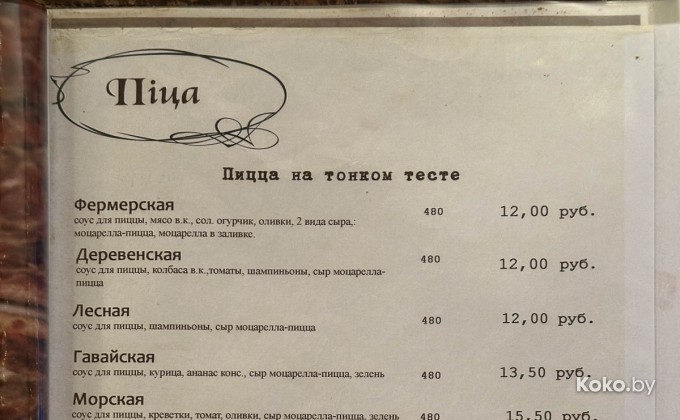 Піца
Пицца на тонком тесте
Фермерская 480 12,00 руб.
соус для пиццы, мясо в.к., сол. огурчик, оливки, 2 вида сыра,:
моцарелла-пицца, моцарелла в заливке.
Деревенская 480 12,00 руб.
соус для пиццы, колбаса в.к.,томаты, шампиньоны, сыр моцарелла-
пицца
Лесная 480 12,00 руб.
соус для пиццы, шампиньоны, сыр моцарелла-пицца
Гавайская
соус для пиццы, курица, ананас конс., сыр моцарелла-пицца, зелень 480 13,50 руб.
Koko.by
Морская
соус для пиццы, креветки, томат, оливки, сыр моцарелла-пицца, зелень 480 15,50 руб.